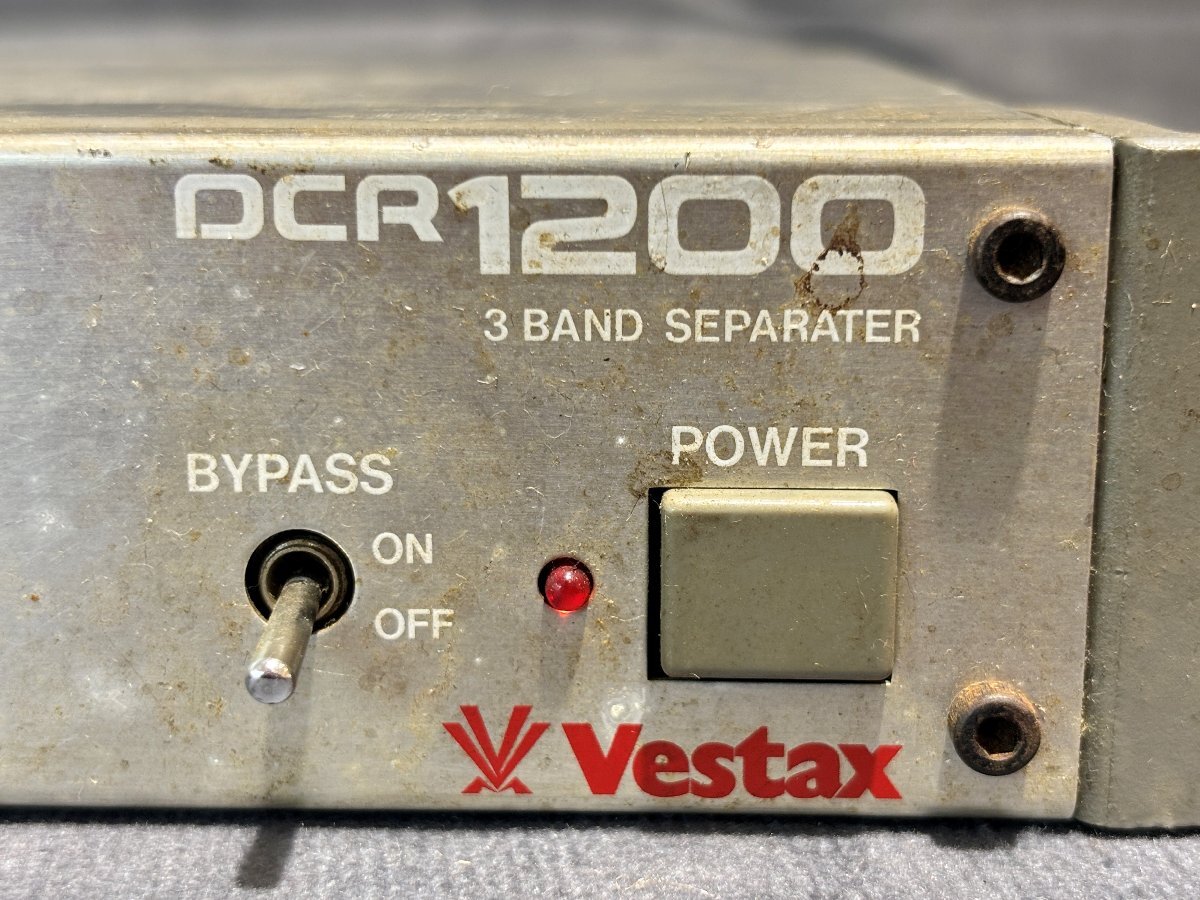 DCR1200
3 BAND SEPARATER
POWER
BYPASS
ON
OFF
Vestax